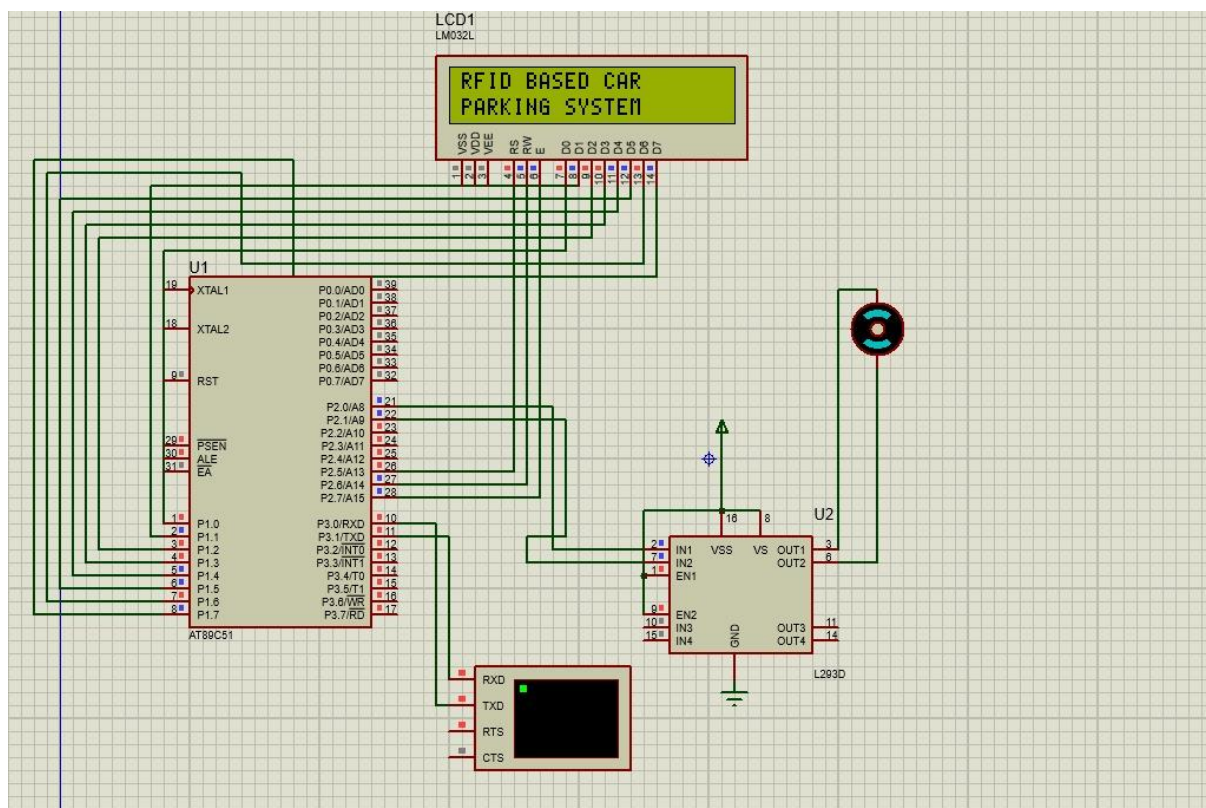 LCD1
LM032L
RFID BASED CAR
PARKING SYSTEM
VSS VDD VEE RS RW E D0 D1 D2 D3 D4 D5 D6 D7
1 2 3 4 5 6 7 8 9 10 11 12 13 14
U1
19 XTAL1 P0.0/AD0 39
P0.1/AD1 38
P0.2/AD2 37
18 XTAL2 P0.3/AD3 36
P0.4/AD4 35
P0.5/AD5 34
P0.6/AD6 33
9 RST P0.7/AD7 32
P2.0/A8 21
P2.1/A9 22
P2.2/A10 23
29 PSEN P2.3/A11 24
30 ALE P2.4/A12 25
31 EA P2.5/A13 26
P2.6/A14 27
P2.7/A15 28
1 P1.0 P3.0/RXD 10
2 P1.1 P3.1/TXD 11
3 P1.2 P3.2/INT0 12
4 P1.3 P3.3/INT1 13
5 P1.4 P3.4/T0 14
6 P1.5 P3.5/T1 15
7 P1.6 P3.6/WR 16
8 P1.7 P3.7/RD 17
AT89C51
U2
16 8
VSS VS
2 IN1 OUT1 3
7 IN2 OUT2 6
1 EN1
9 EN2
10 IN3 OUT3 11
15 IN4 OUT4 14
GND
L293D
RXD
TXD
RTS
CTS